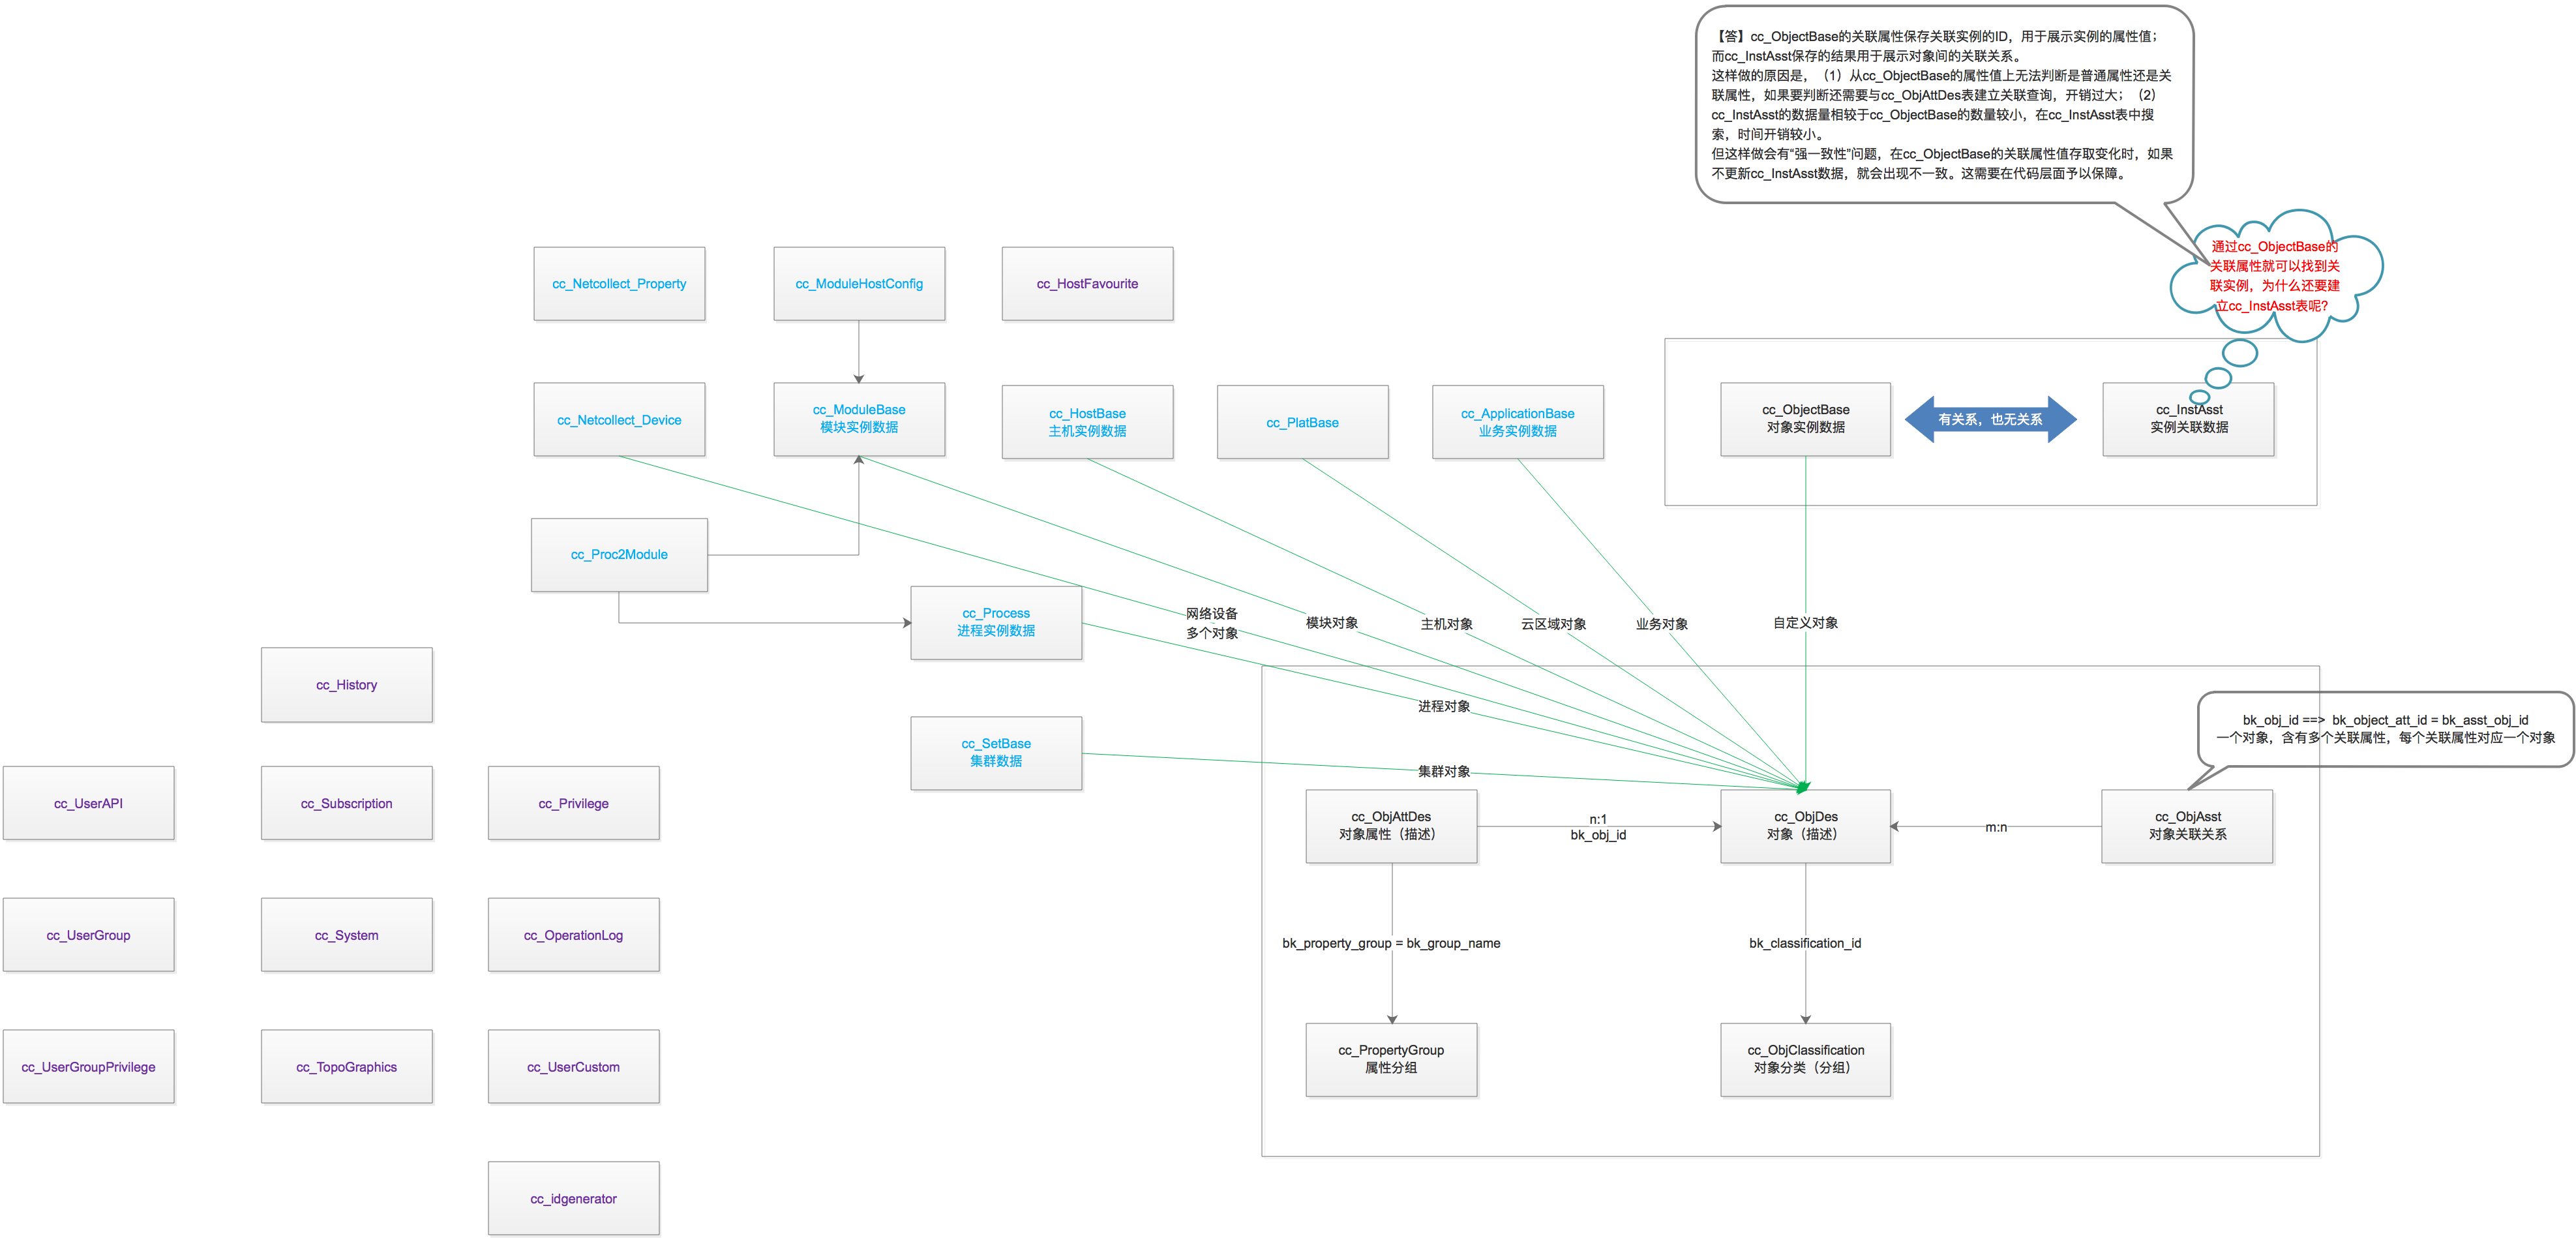 【答】cc_ObjectBase的关联属性保存关联实例的ID，用于展示实例的属性值；
而cc_InstAsst保存的结果用于展示对象间的关联关系。
这样做的原因是，（1）从cc_ObjectBase的属性值上无法判断是普通属性还是关
联属性，如果要判断还需要与cc_ObjAttDes表建立关联查询，开销过大；（2）
cc_InstAsst的数据量相较于cc_ObjectBase的数量较小，在cc_InstAsst表中搜
索，时间开销较小。
但这样做会有“强一致性”问题，在cc_ObjectBase的关联属性值存取变化时，如果
不更新cc_InstAsst数据，就会出现不一致。这需要在代码层面予以保障。
通过cc_ObjectBase的
关联属性就可以找到关
联实例，为什么还要建
立cc_InstAsst表呢?
cc_Netcollect_Property
cc_ModuleHostConfig
cc_HostFavourite
cc_Netcollect_Device
cc_ModuleBase
模块实例数据
cc_HostBase
主机实例数据
cc_PlatBase
cc_ApplicationBase
业务实例数据
cc_ObjectBase
对象实例数据
有关系，也无关系
cc_InstAsst
实例关联数据
cc_Proc2Module
cc_Process
进程实例数据
网络设备
多个对象
模块对象
主机对象
云区域对象
业务对象
自定义对象
cc_History
进程对象
cc_SetBase
集群数据
集群对象
bk_obj_id ==> bk_object_att_id = bk_asst_obj_id
一个对象，含有多个关联属性，每个关联属性对应一个对象
cc_UserAPI
cc_Subscription
cc_Privilege
cc_ObjAttDes
对象属性（描述）
n:1
bk_obj_id
cc_ObjDes
对象（描述）
m:n
cc_ObjAsst
对象关联关系
cc_UserGroup
cc_System
cc_OperationLog
bk_property_group = bk_group_name
bk_classification_id
cc_UserGroupPrivilege
cc_TopoGraphics
cc_UserCustom
cc_PropertyGroup
属性分组
cc_ObjClassification
对象分类（分组）
cc_idgenerator